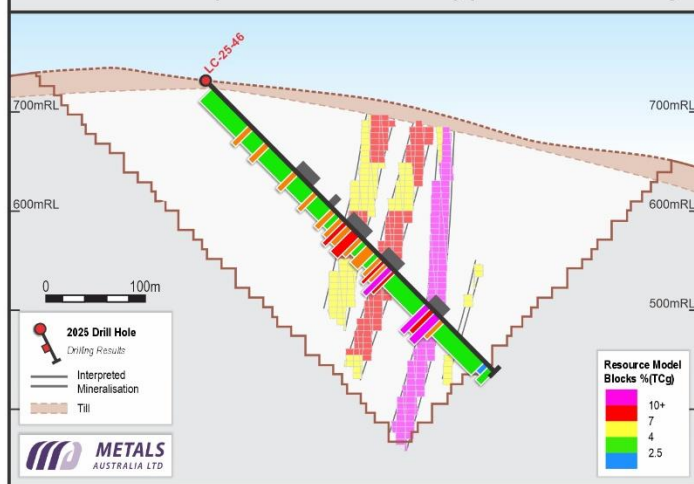 LC-25-46
700mRL
700mRL
600mRL
600mRL
500mRL
0 100m
2025 Drill Hole
Drilling Results
Interpreted
Mineralisation
Till
METALS
AUSTRALIA LTD
Resource Model
Blocks %(TCg)
10+
7
4
2.5